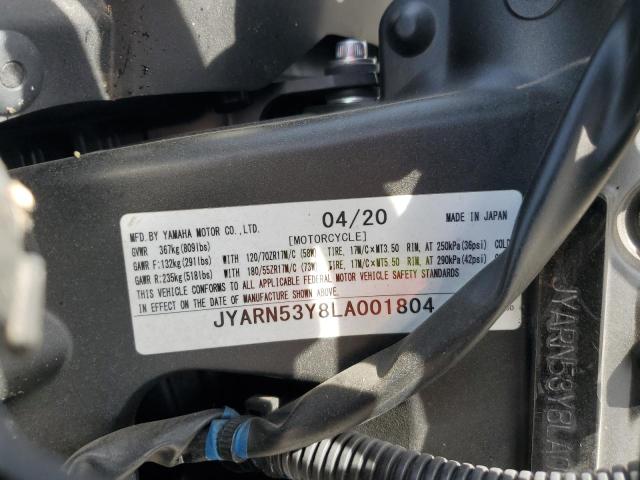 MFD.BY YAMAHA MOTOR CO.,LTD. 04/20 MADE IN JAPAN
GVWR 367kg(809lbs) [MOTORCYCLE]
GAWR F:132kg(291lbs) WITH 120/70ZR17M/C (58W) TIRE, 17M/C×MT3.50 RIM, AT 250kPa(36psi) COLD
GAWR R:235kg(518lbs) WITH 180/55ZR17M/C (73W) TIRE, 17M/C×MT5.50 RIM, AT 290kPa(42psi) COLD
THIS VEHICLE CONFORMS TO ALL APPLICABLE FEDERAL MOTOR VEHICLE SAFETY STANDARDS
IN EFFECT ON THE DATE OF MANUFACTURE SHOWN ABOVE.
JYARN53Y8LA001804
JYARN53Y8LA0